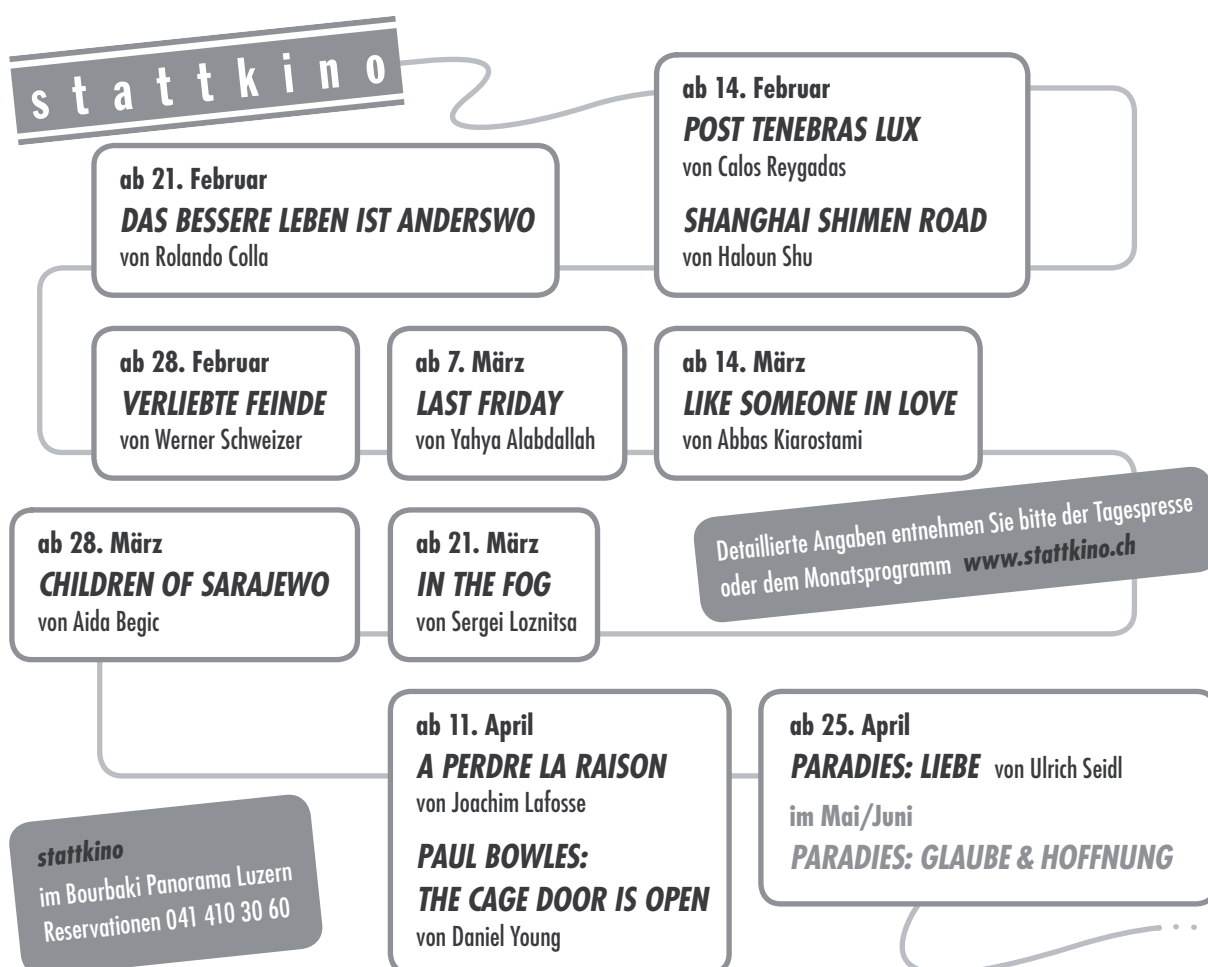 stattkino
ab 14. Februar
POST TENEBRAS LUX
von Calos Reygadas
SHANGHAI SHIMEN ROAD
von Haloun Shu
ab 21. Februar
DAS BESSERE LEBEN IST ANDERSWO
von Rolando Colla
ab 28. Februar
VERLIEBTE FEINDE
von Werner Schweizer
ab 7. März
LAST FRIDAY
von Yahya Alabdallah
ab 14. März
LIKE SOMEONE IN LOVE
von Abbas Kiarostami
Detaillierte Angaben entnehmen Sie bitte der Tagespresse
oder dem Monatsprogramm www.stattkino.ch
ab 21. März
IN THE FOG
von Sergei Loznitsa
ab 28. März
CHILDREN OF SARAJEWO
von Aida Begic
ab 11. April
A PERDRE LA RAISON
von Joachim Lafosse
PAUL BOWLES:
THE CAGE DOOR IS OPEN
von Daniel Young
ab 25. April
PARADIES: LIEBE von Ulrich Seidl
im Mai/Juni
PARADIES: GLAUBE & HOFFNUNG
stattkino
im Bourbaki Panorama Luzern
Reservationen 041 410 30 60